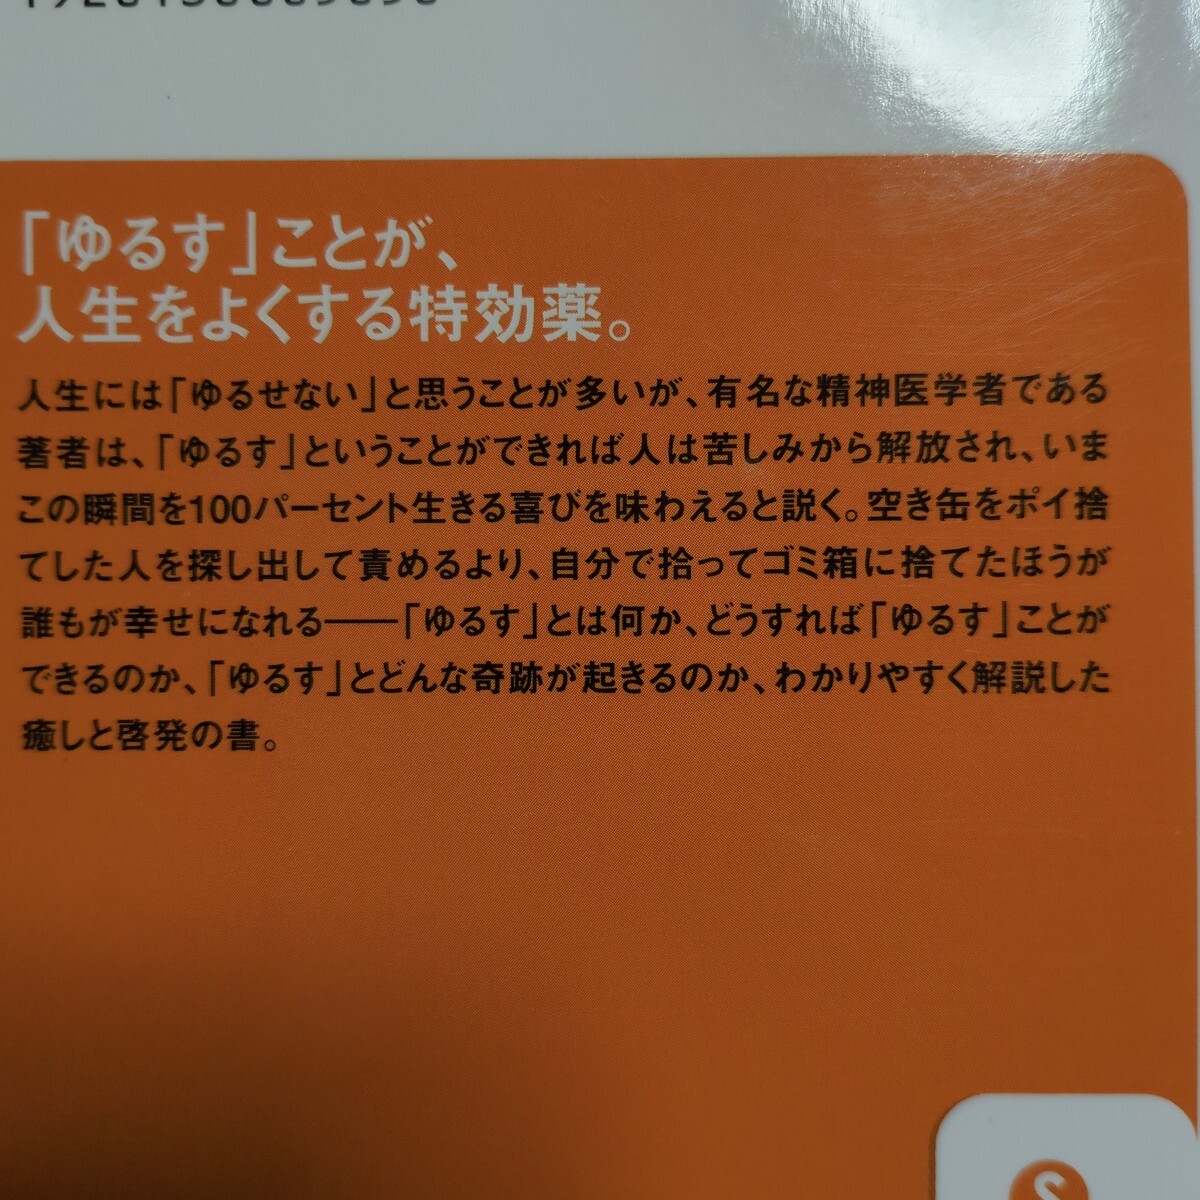 「ゆるす」ことが、
人生をよくする特効薬。
人生には「ゆるせない」と思うことが多いが、有名な精神医学者である
著者は、「ゆるす」ということができれば人は苦しみから解放され、いま
この瞬間を100パーセント生きる喜びを味わえると説く。空き缶をポイ捨
てした人を探し出して責めるより、自分で拾ってゴミ箱に捨てたほうが
誰もが幸せになれる――「ゆるす」とは何か、どうすれば「ゆるす」ことが
できるのか、「ゆるす」とどんな奇跡が起きるのか、わかりやすく解説した
癒しと啓発の書。